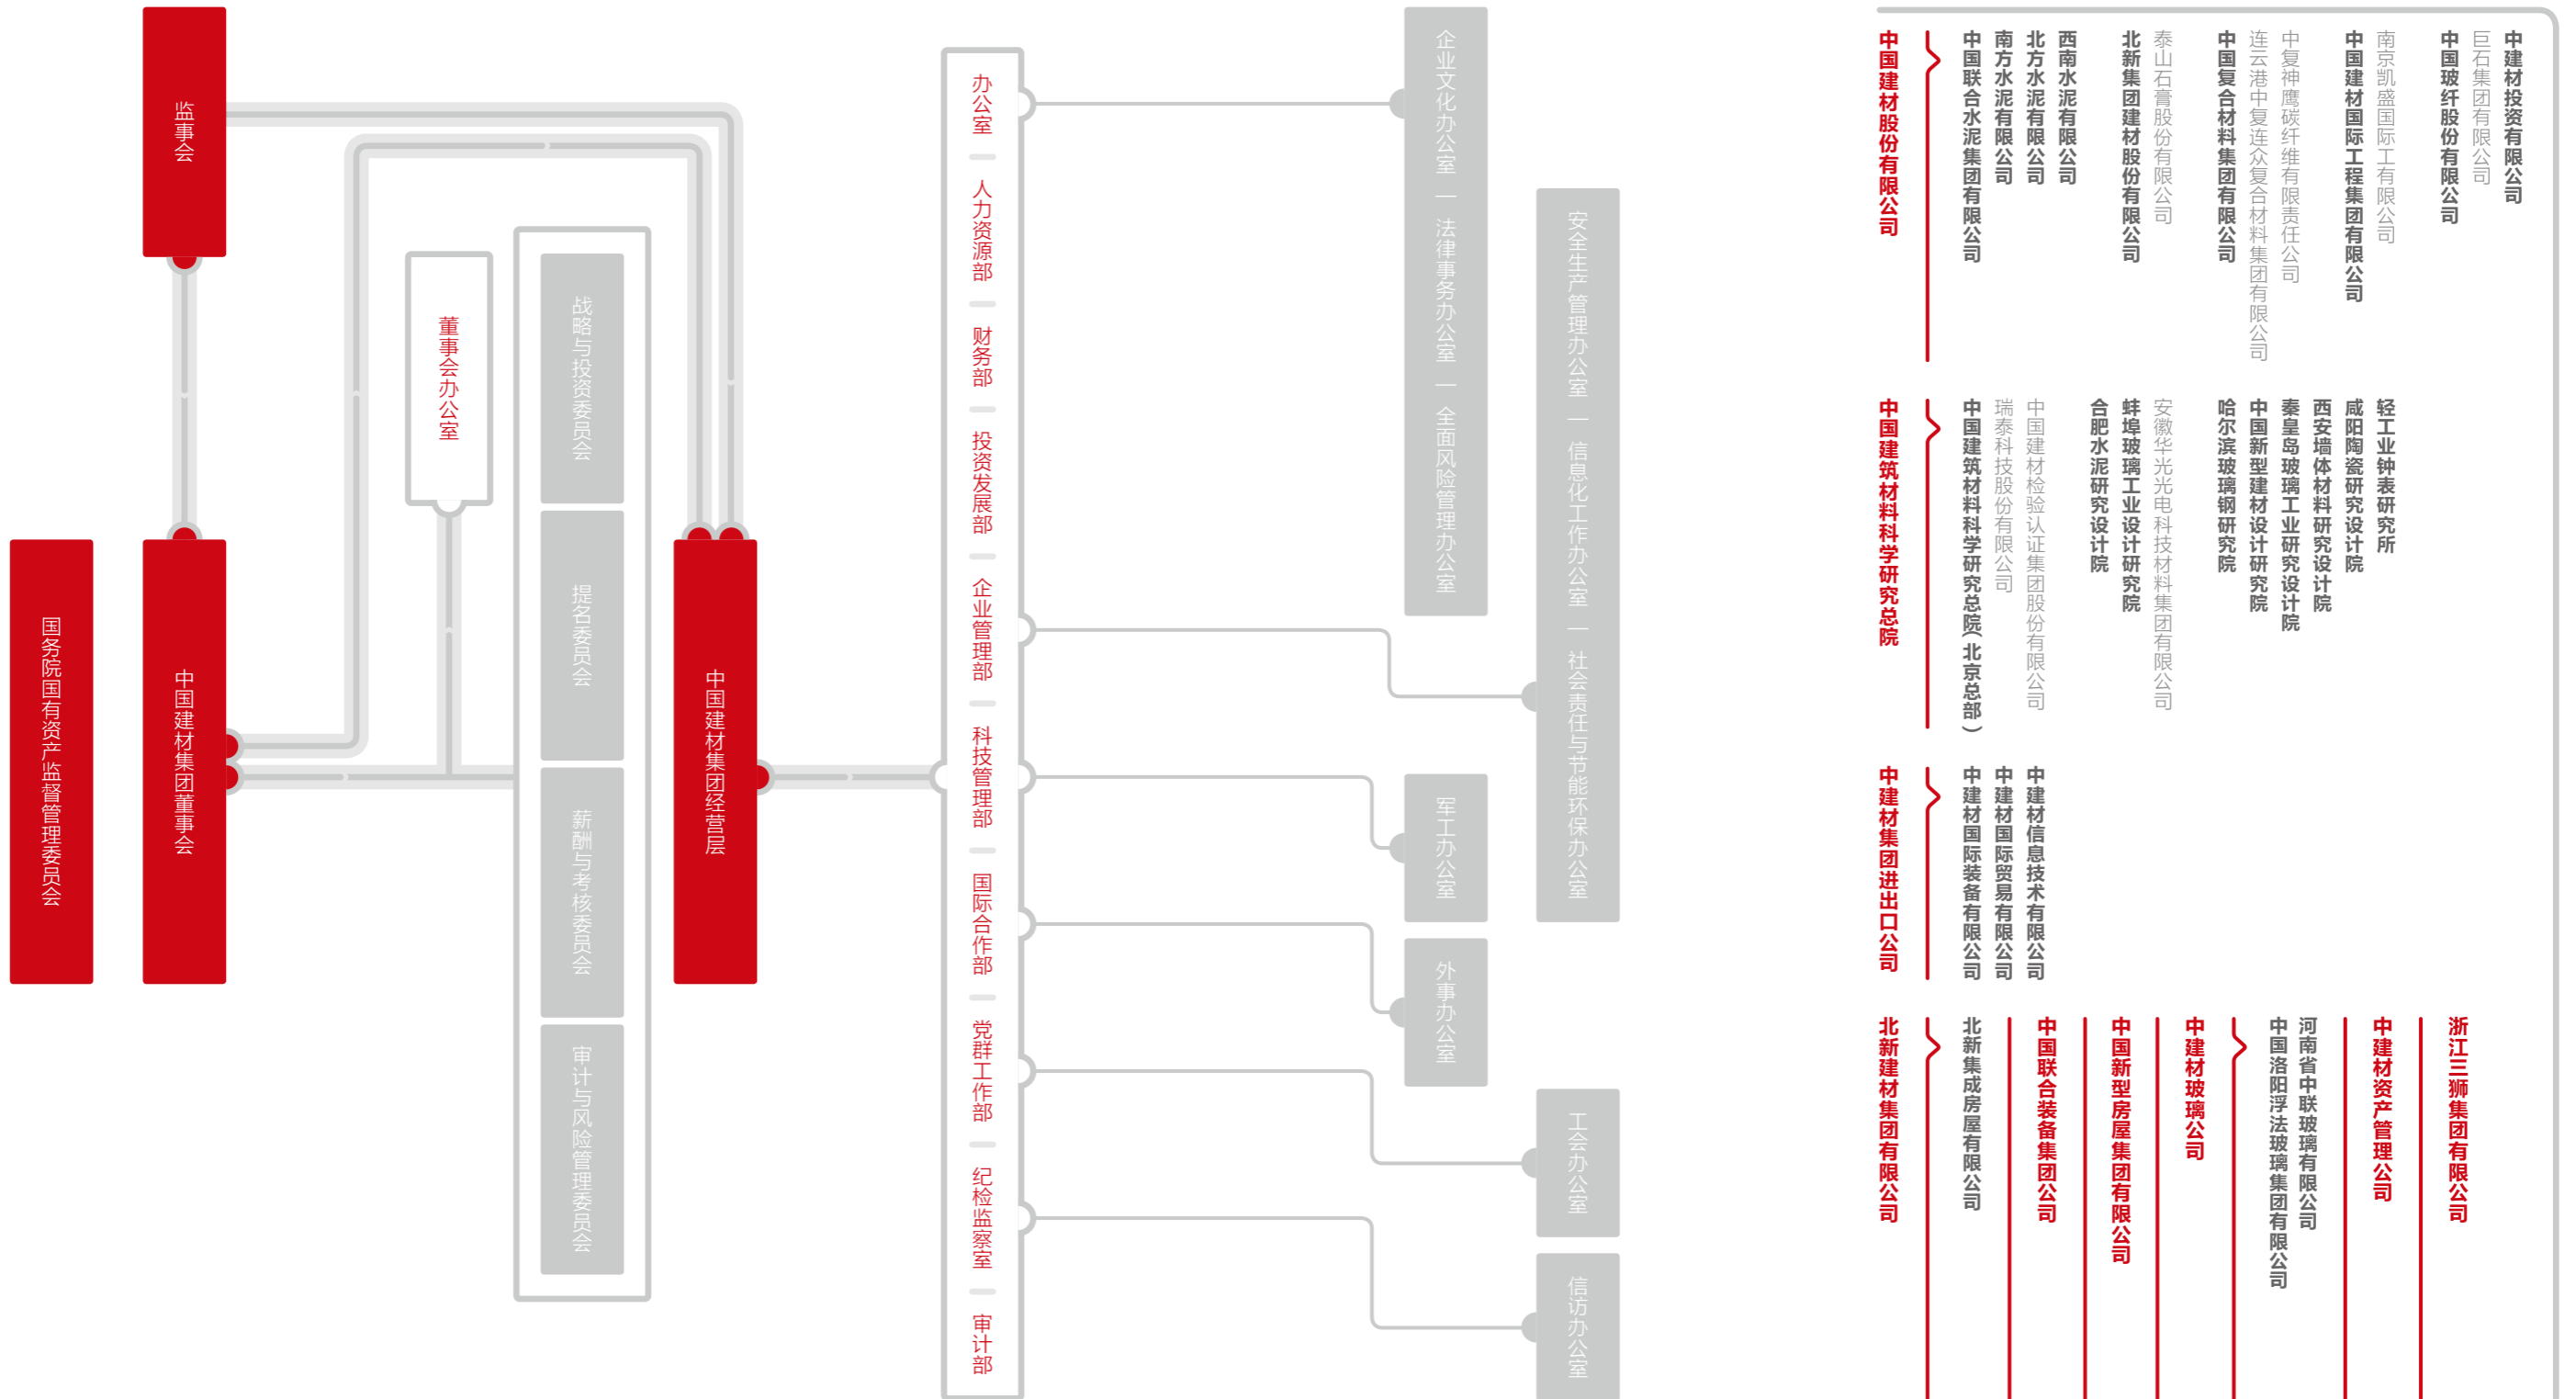 国务院国有资产监督管理委员会
监事会
中国建材集团董事会
董事会办公室
战略与投资委员会
提名委员会
薪酬与考核委员会
审计与风险管理委员会
中国建材集团经营层
办公室
人力资源部
财务部
投资发展部
企业管理部
科技管理部
国际合作部
党群工作部
纪检监察室
审计部
企业文化办公室 — 法律事务办公室 — 全面风险管理办公室
安全生产管理办公室 — 信息化工作办公室 — 社会责任与节能环保办公室
军工办公室
外事办公室
工会办公室
信访办公室
中国建材股份有限公司
中国联合水泥集团有限公司
南方水泥有限公司
北方水泥有限公司
西南水泥有限公司
北新集团建材股份有限公司
泰山石膏股份有限公司
中国复合材料集团有限公司
连云港中复连众复合材料集团有限公司
中复神鹰碳纤维有限责任公司
中国建材国际工程集团有限公司
南京凯盛国际工有限公司
中国玻纤股份有限公司
巨石集团有限公司
中建材投资有限公司
中国建筑材料科学研究总院
中国建筑材料科学研究总院(北京总部)
瑞泰科技股份有限公司
中国建材检验认证集团股份有限公司
合肥水泥研究设计院
蚌埠玻璃工业设计研究院
安徽华光光电科技材料集团有限公司
哈尔滨玻璃钢研究院
中国新型建材设计研究院
秦皇岛玻璃工业研究设计院
西安墙体材料研究设计院
咸阳陶瓷研究设计院
轻工业钟表研究所
中建材集团进出口公司
中建材国际装备有限公司
中建材国际贸易有限公司
中建材信息技术有限公司
北新建材集团有限公司
北新集成房屋有限公司
中国联合装备集团公司
中国新型房屋集团有限公司
中建材玻璃公司
中国洛阳浮法玻璃集团有限公司
河南省中联玻璃有限公司
中建材资产管理公司
浙江三狮集团有限公司